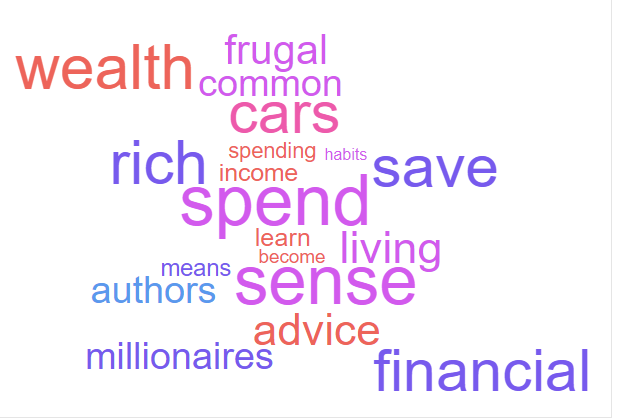 frugal
wealth
common
cars
spending
habits
rich
save
income
spend
learn
living
become
means
sense
authors
advice
millionaires
financial